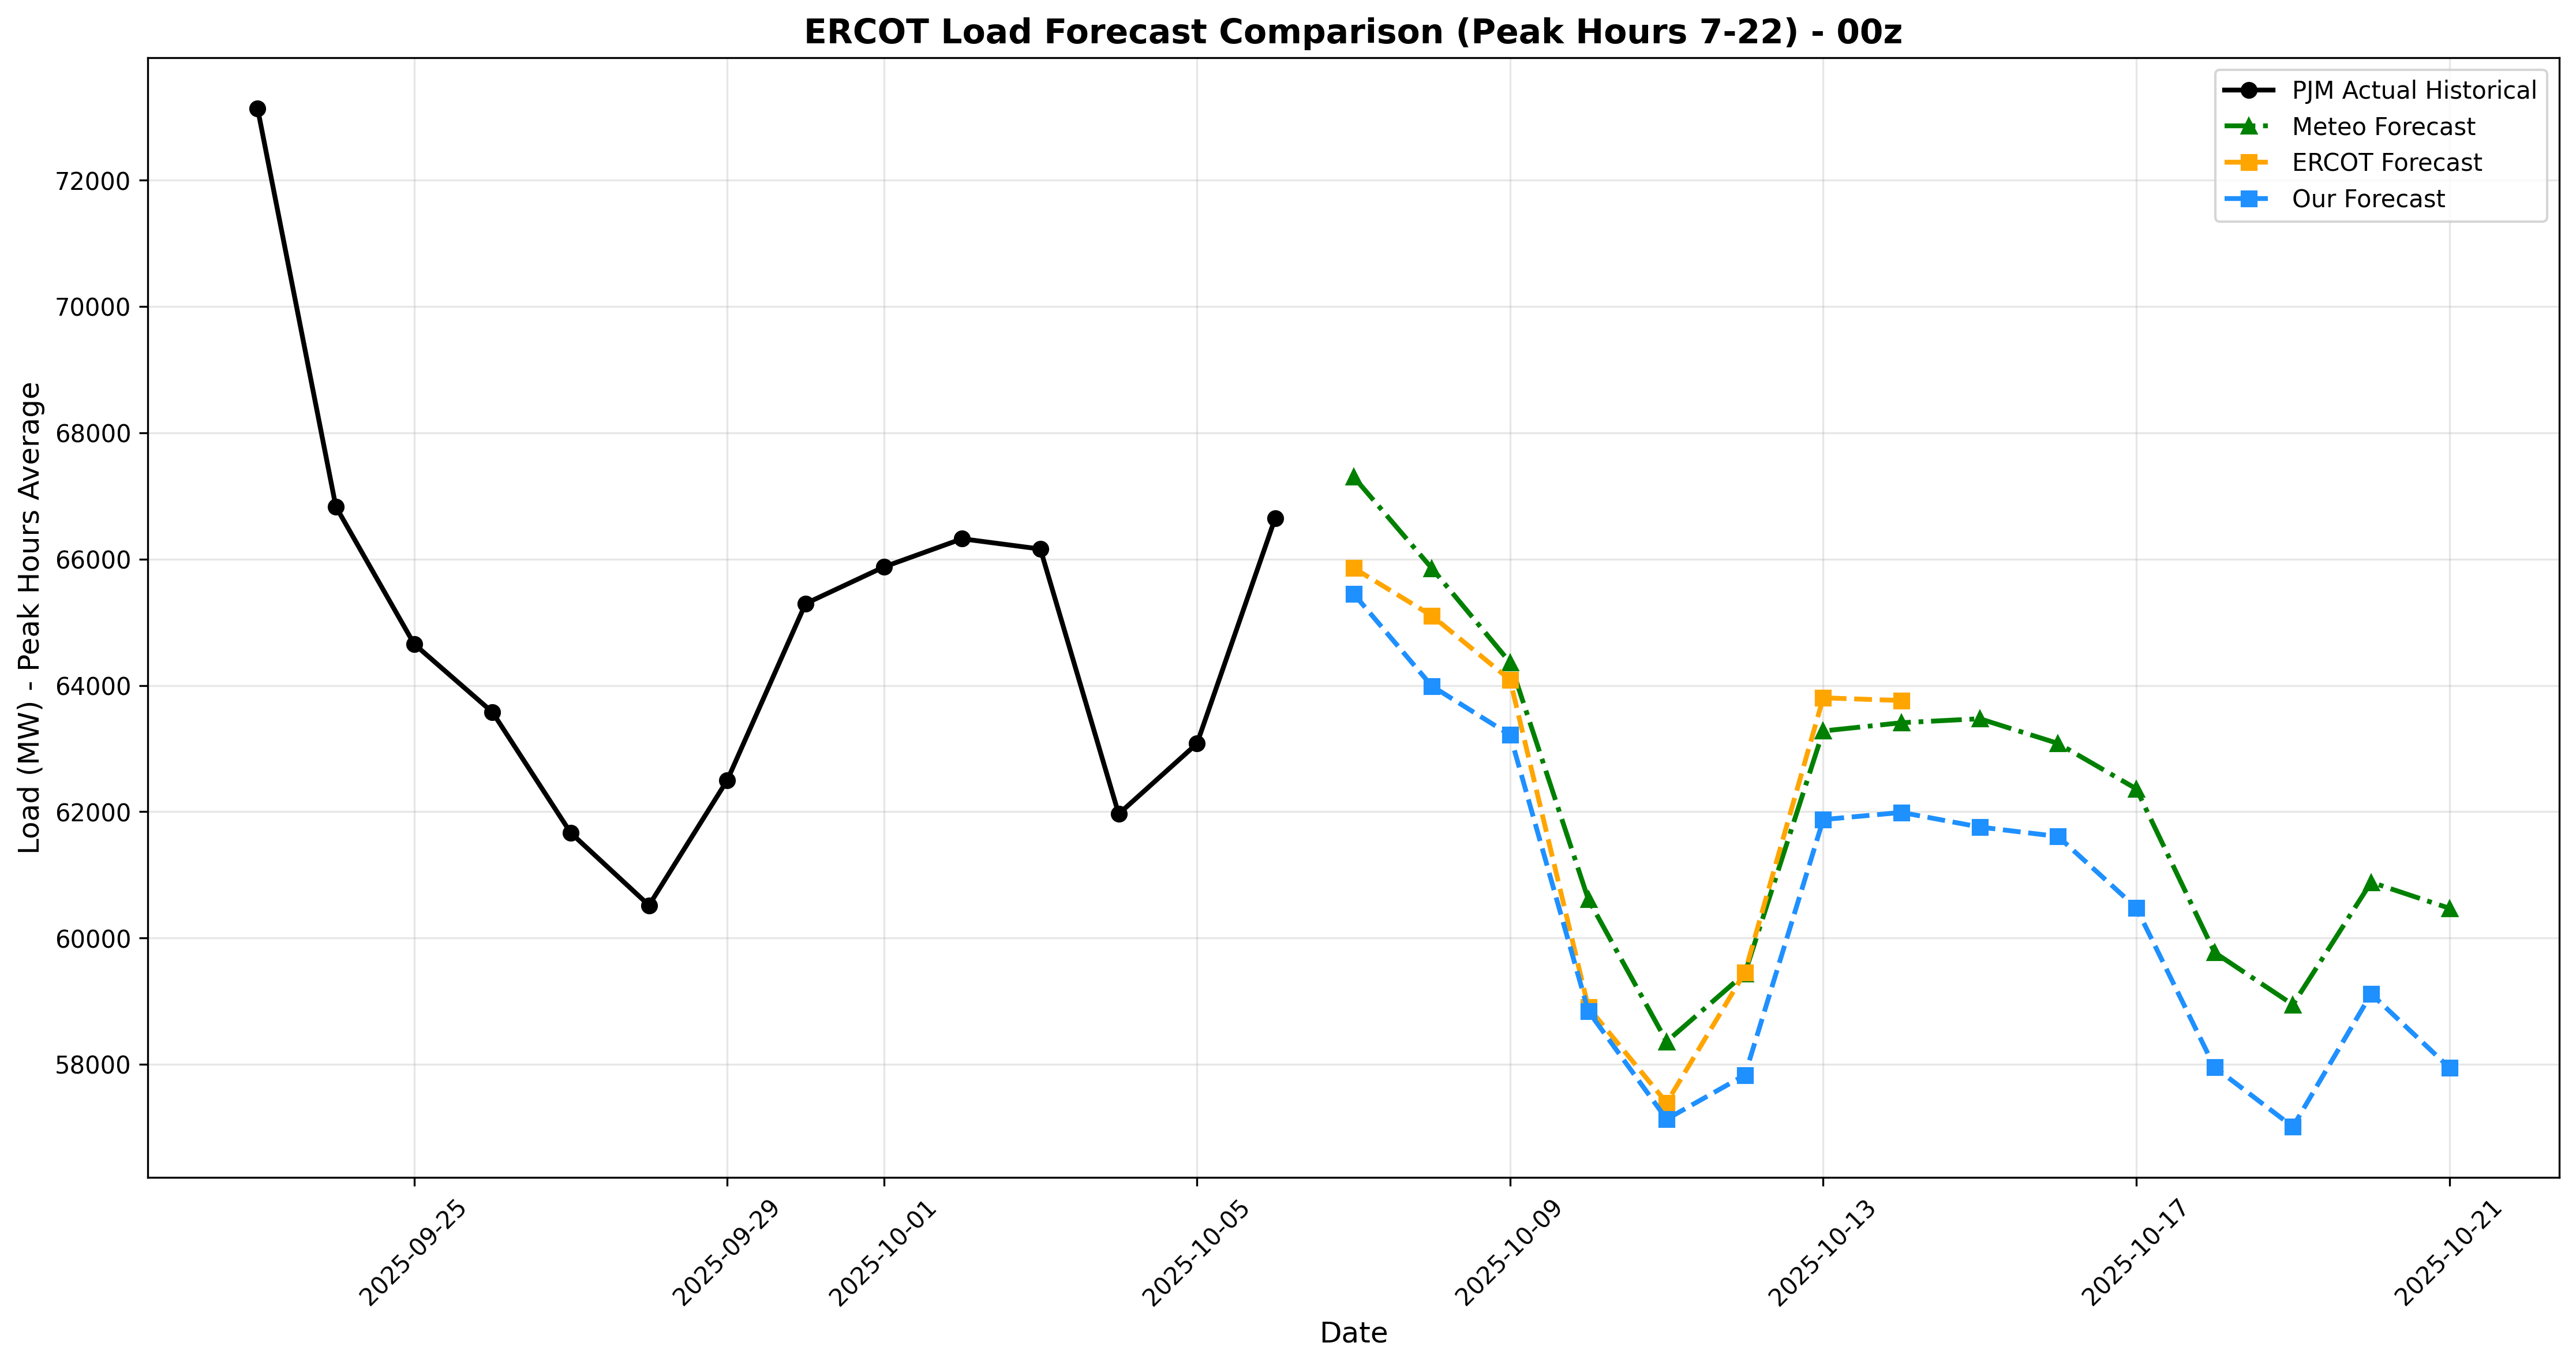 ERCOT Load Forecast Comparison (Peak Hours 7-22) - 00z
PJM Actual Historical
Meteo Forecast
ERCOT Forecast
Our Forecast
Load (MW) - Peak Hours Average
72000
70000
68000
66000
64000
62000
60000
58000
2025-09-25
2025-09-29
2025-10-01
2025-10-05
2025-10-09
2025-10-13
2025-10-17
2025-10-21
Date